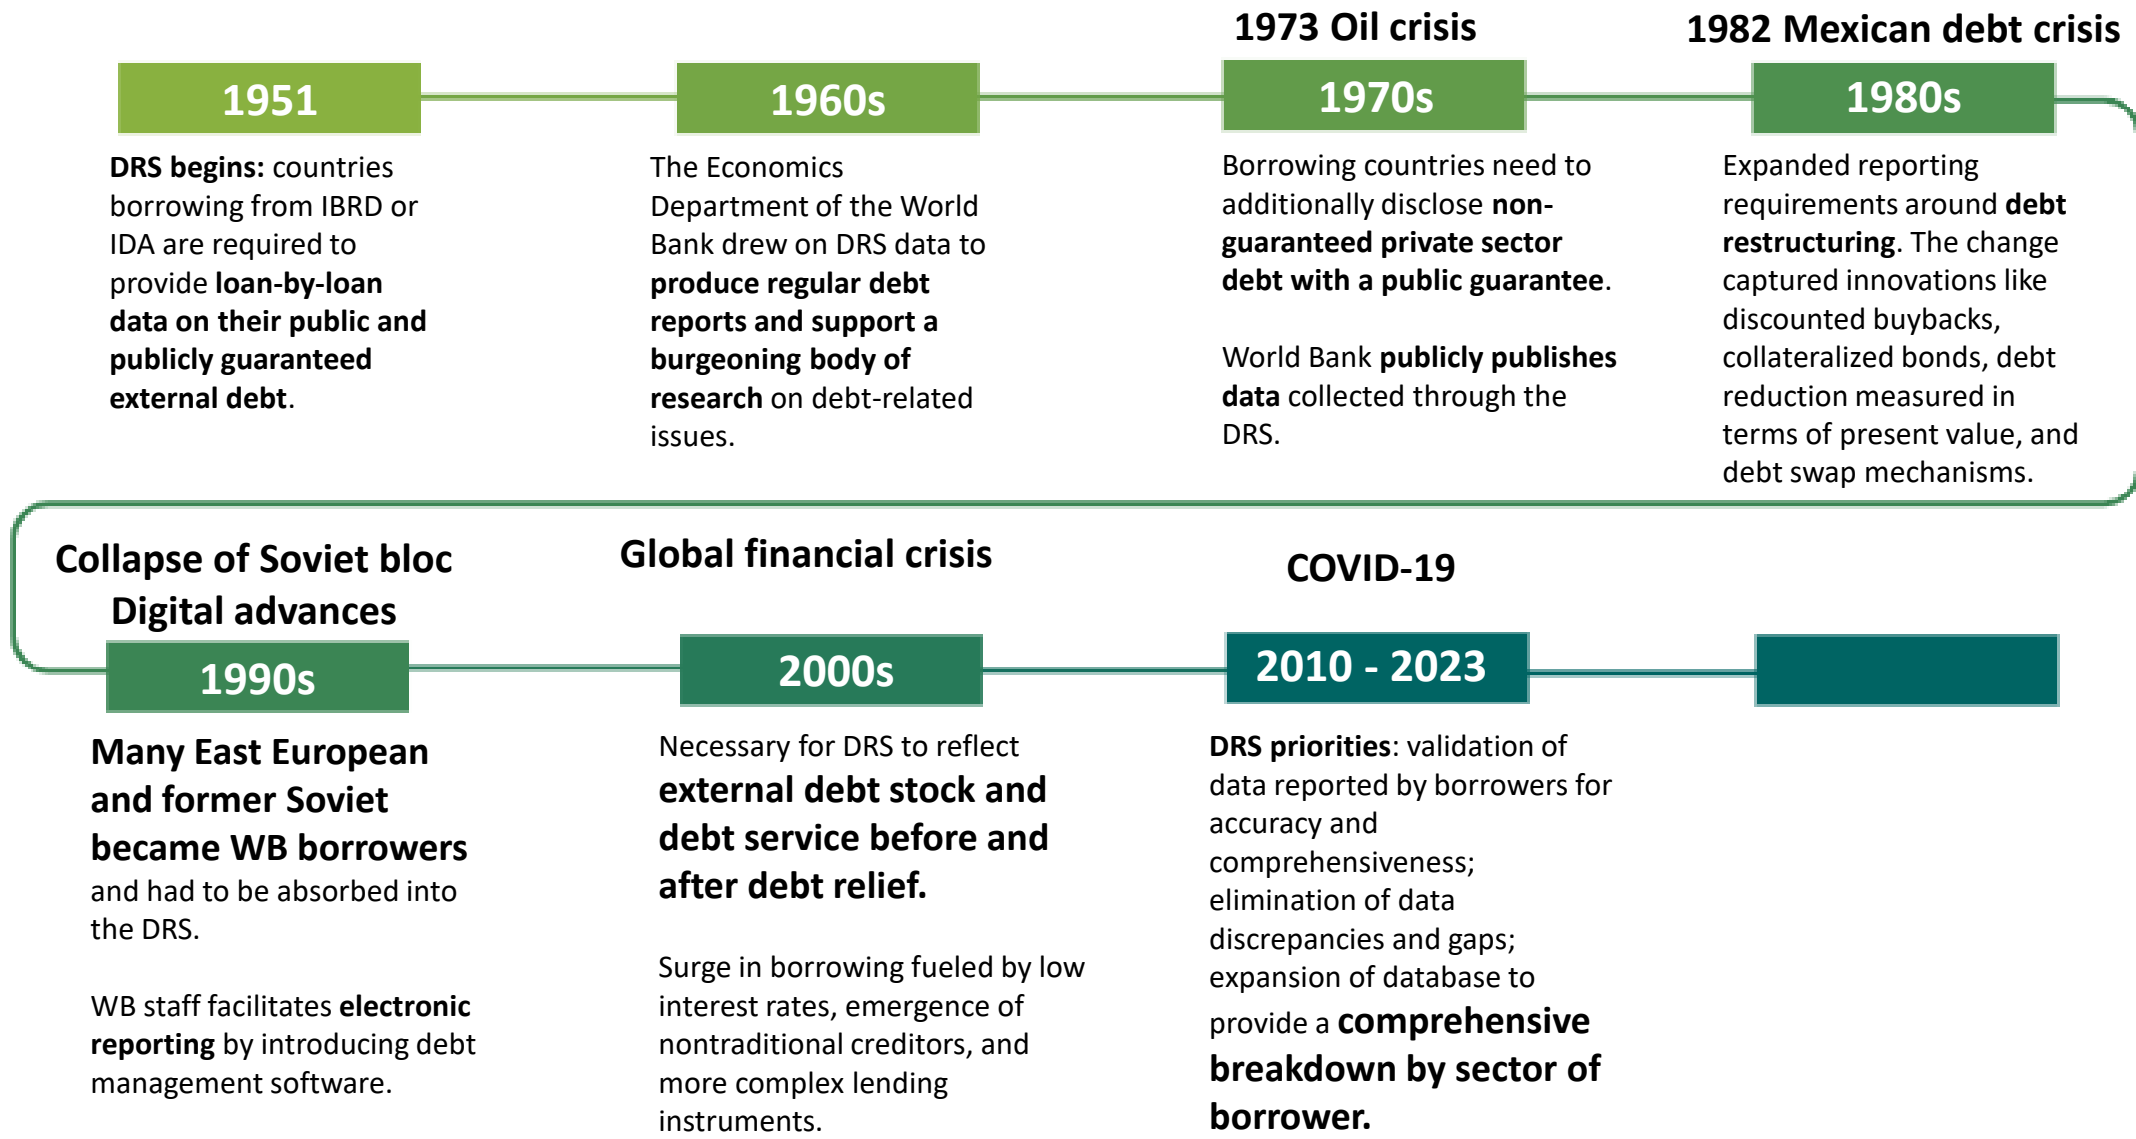 1951
DRS begins: countries
borrowing from IBRD or
IDA are required to
provide loan-by-loan
data on their public and
publicly guaranteed
external debt.
1960s
The Economics
Department of the World
Bank drew on DRS data to
produce regular debt
reports and support a
burgeoning body of
research on debt-related
issues.
1973 Oil crisis
1970s
Borrowing countries need to
additionally disclose non-
guaranteed private sector
debt with a public guarantee.
World Bank publicly publishes
data collected through the
DRS.
1982 Mexican debt crisis
1980s
Expanded reporting
requirements around debt
restructuring. The change
captured innovations like
discounted buybacks,
collateralized bonds, debt
reduction measured in
terms of present value, and
debt swap mechanisms.
Collapse of Soviet bloc
Digital advances
1990s
Many East European
and former Soviet
became WB borrowers
and had to be absorbed into
the DRS.
WB staff facilitates electronic
reporting by introducing debt
management software.
Global financial crisis
2000s
Necessary for DRS to reflect
external debt stock and
debt service before and
after debt relief.
Surge in borrowing fueled by low
interest rates, emergence of
nontraditional creditors, and
more complex lending
instruments.
COVID-19
2010 - 2023
DRS priorities: validation of
data reported by borrowers for
accuracy and
comprehensiveness;
elimination of data
discrepancies and gaps;
expansion of database to
provide a comprehensive
breakdown by sector of
borrower.